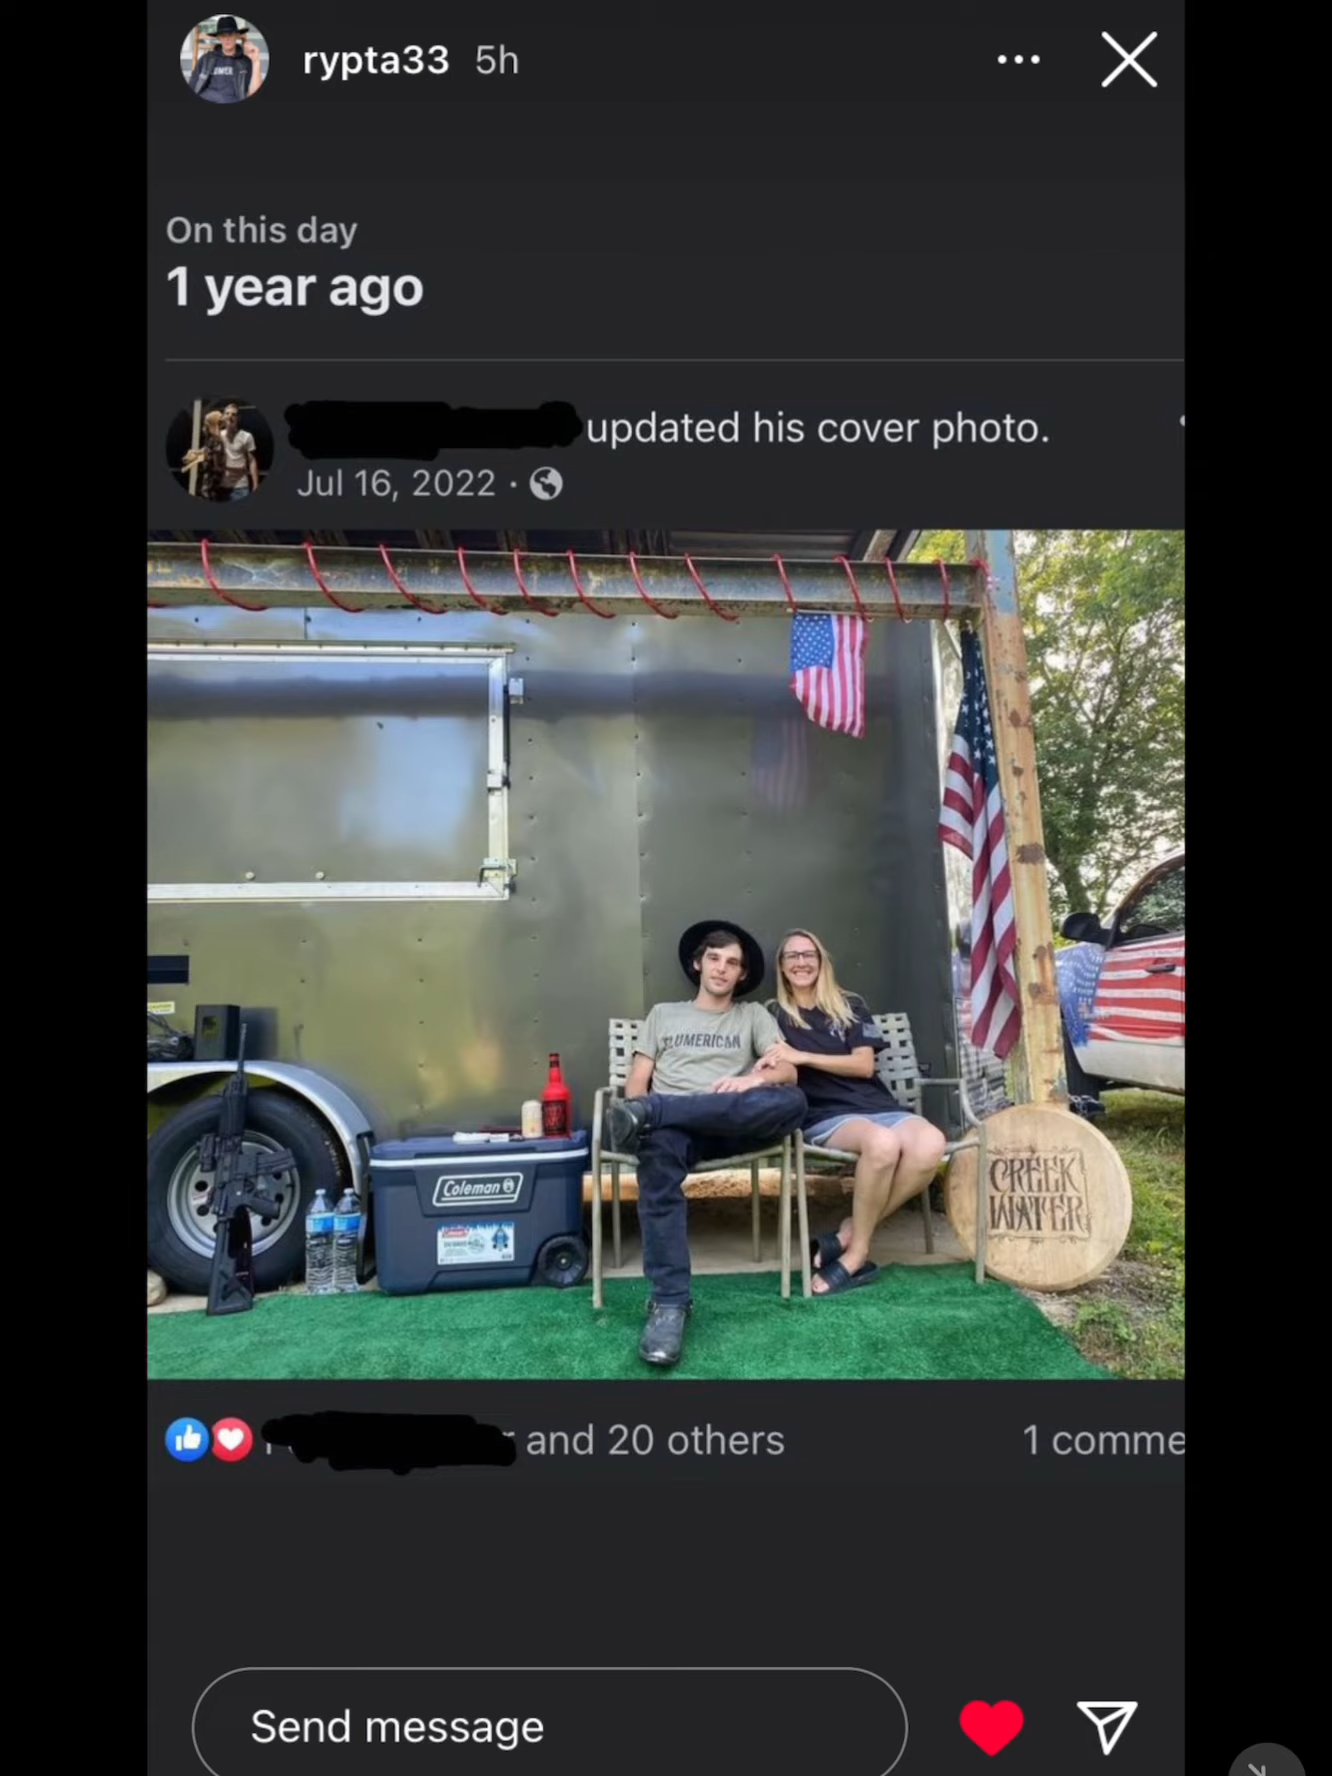 rypta33 5h
On this day
1 year ago
updated his cover photo.
Jul 16, 2022 ·
SLUMERICAN
Coleman
CREEK
WATER
and 20 others
1 comme
Send message